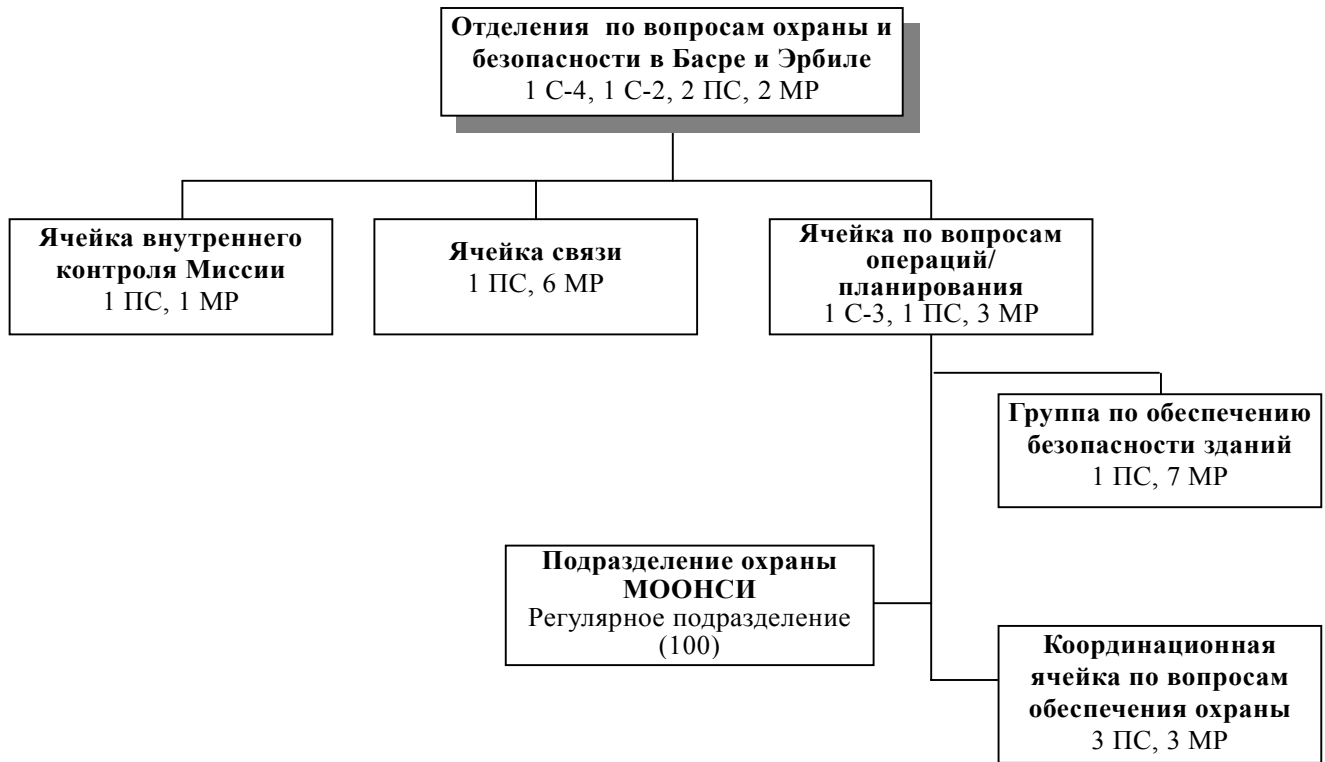 Отделения по вопросам охраны и
безопасности в Басре и Эрбиле
1 С-4, 1 С-2, 2 ПС, 2 МР
Ячейка внутреннего
контроля Миссии
1 ПС, 1 МР
Ячейка связи
1 ПС, 6 МР
Ячейка по вопросам
операций/
планирования
1 С-3, 1 ПС, 3 МР
Группа по обеспечению
безопасности зданий
1 ПС, 7 МР
Подразделение охраны
МООНСИ
Регулярное подразделение
(100)
Координационная
ячейка по вопросам
обеспечения охраны
3 ПС, 3 МР